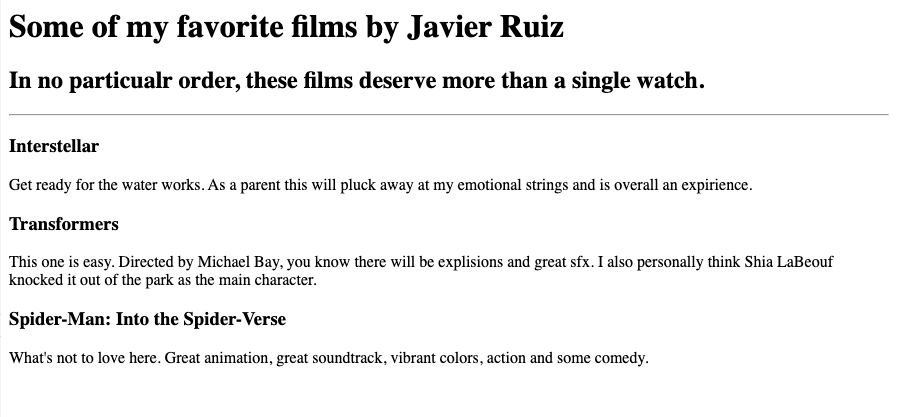 Some of my favorite films by Javier Ruiz
In no particualr order, these films deserve more than a single watch.
Interstellar
Get ready for the water works. As a parent this will pluck away at my emotional strings and is overall an expirience.
Transformers
This one is easy. Directed by Michael Bay, you know there will be explisions and great sfx. I also personally think Shia LaBeouf
knocked it out of the park as the main character.
Spider-Man: Into the Spider-Verse
What's not to love here. Great animation, great soundtrack, vibrant colors, action and some comedy.